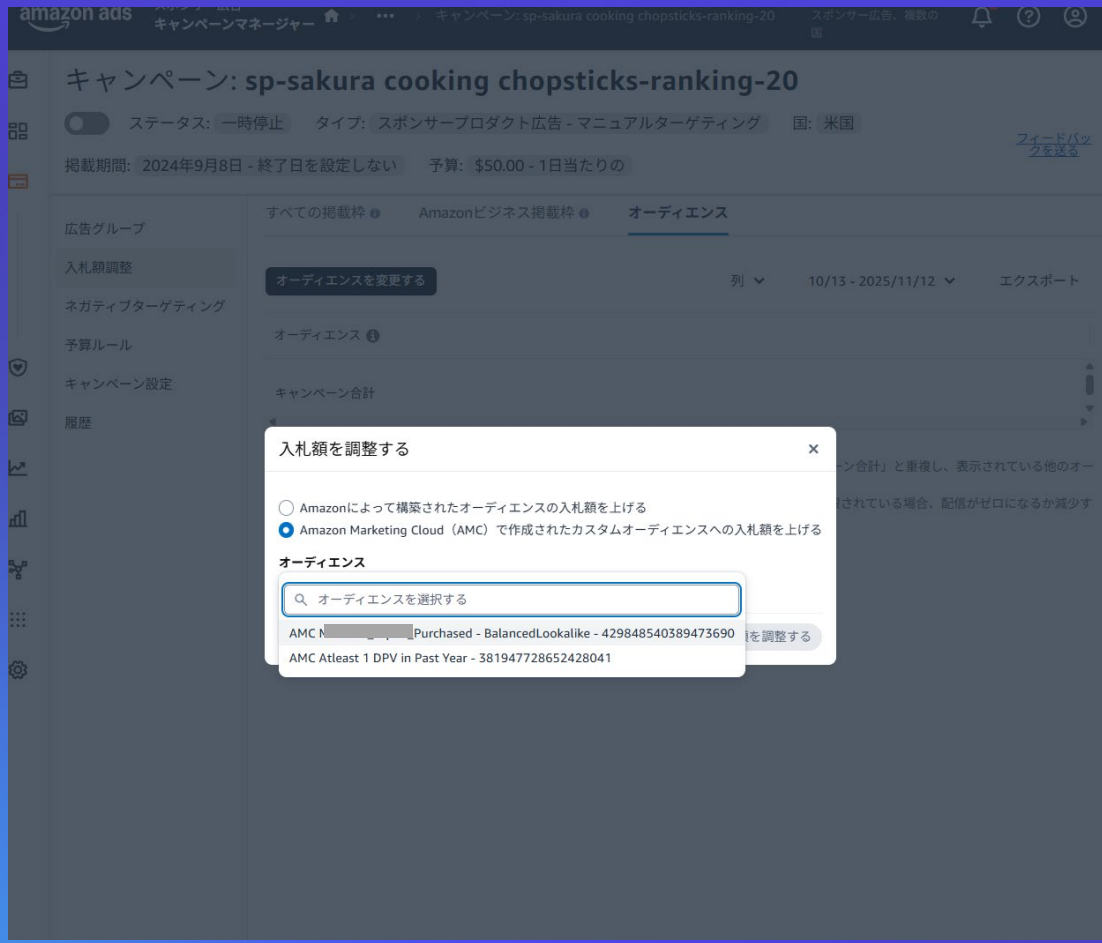 amazon ads
キャンペーンマネージャー
キャンペーン: sp-sakura cooking chopsticks-ranking-20
スポンサー広告、複数の国
キャンペーン: sp-sakura cooking chopsticks-ranking-20
ステータス: 一時停止 タイプ: スポンサープロダクト広告 - マニュアルターゲティング 国: 米国
フィードバックを送る
掲載期間: 2024年9月8日 - 終了日を設定しない 予算: $50.00 - 1日当たりの
広告グループ
入札額調整
ネガティブターゲティング
予算ルール
キャンペーン設定
履歴
すべての掲載枠 Amazonビジネス掲載枠 オーディエンス
オーディエンスを変更する
列 10/13 - 2025/11/12 エクスポート
オーディエンス
キャンペーン合計
ーン合計」と重複し、表示されている他のオー
されている場合、配信がゼロになるか減少す
入札額を調整する
Amazonによって構築されたオーディエンスの入札額を上げる
Amazon Marketing Cloud（AMC）で作成されたカスタムオーディエンスへの入札額を上げる
オーディエンス
オーディエンスを選択する
AMC Purchased - BalancedLookalike - 429848540389473690
AMC Atleast 1 DPV in Past Year - 381947728652428041
を調整する